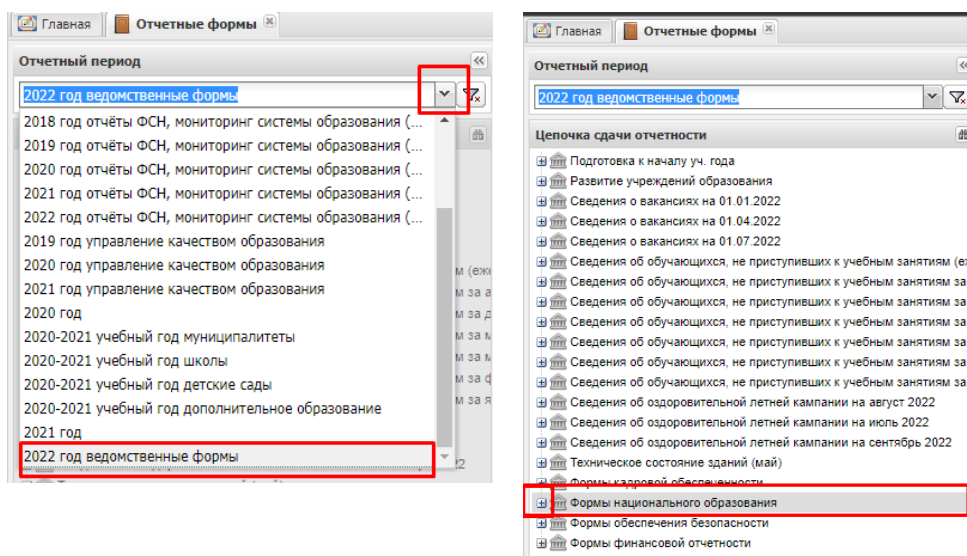 Главная
Отчетные формы
Отчетный период
2022 год ведомственные формы
2018 год отчёты ФСН, мониторинг системы образования (...
2019 год отчёты ФСН, мониторинг системы образования (...
2020 год отчёты ФСН, мониторинг системы образования (...
2021 год отчёты ФСН, мониторинг системы образования (...
2022 год отчёты ФСН, мониторинг системы образования (...
2019 год управление качеством образования
2020 год управление качеством образования
2021 год управление качеством образования
2020 год
2020-2021 учебный год муниципалитеты
2020-2021 учебный год школы
2020-2021 учебный год детские сады
2020-2021 учебный год дополнительное образование
2021 год
2022 год ведомственные формы
Главная
Отчетные формы
Отчетный период
2022 год ведомственные формы
Цепочка сдачи отчетности
Подготовка к началу уч. года
Развитие учреждений образования
Сведения о вакансиях на 01.01.2022
Сведения о вакансиях на 01.04.2022
Сведения о вакансиях на 01.07.2022
Сведения об обучающихся, не приступивших к учебным занятиям (е
Сведения об обучающихся, не приступивших к учебным занятиям за
Сведения об обучающихся, не приступивших к учебным занятиям за
Сведения об обучающихся, не приступивших к учебным занятиям за
Сведения об обучающихся, не приступивших к учебным занятиям за
Сведения об обучающихся, не приступивших к учебным занятиям за
Сведения об обучающихся, не приступивших к учебным занятиям за
Сведения об оздоровительной летней кампании на август 2022
Сведения об оздоровительной летней кампании на июль 2022
Сведения об оздоровительной летней кампании на сентябрь 2022
Техническое состояние зданий (май)
Формы кадровой обеспеченности
Формы национального образования
Формы обеспечения безопасности
Формы финансовой отчетности